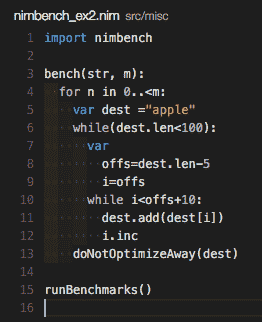 nimbench_ex2.nim src/misc
1 import nimbench
2
3 bench(str, m):
4   for n in 0..<m:
5     var dest ="apple"
6     while(dest.len<100):
7       var
8         offs=dest.len-5
9         i=offs
10       while i<offs+10:
11         dest.add(dest[i])
12         i.inc
13     doNotOptimizeAway(dest)
14
15 runBenchmarks()
16